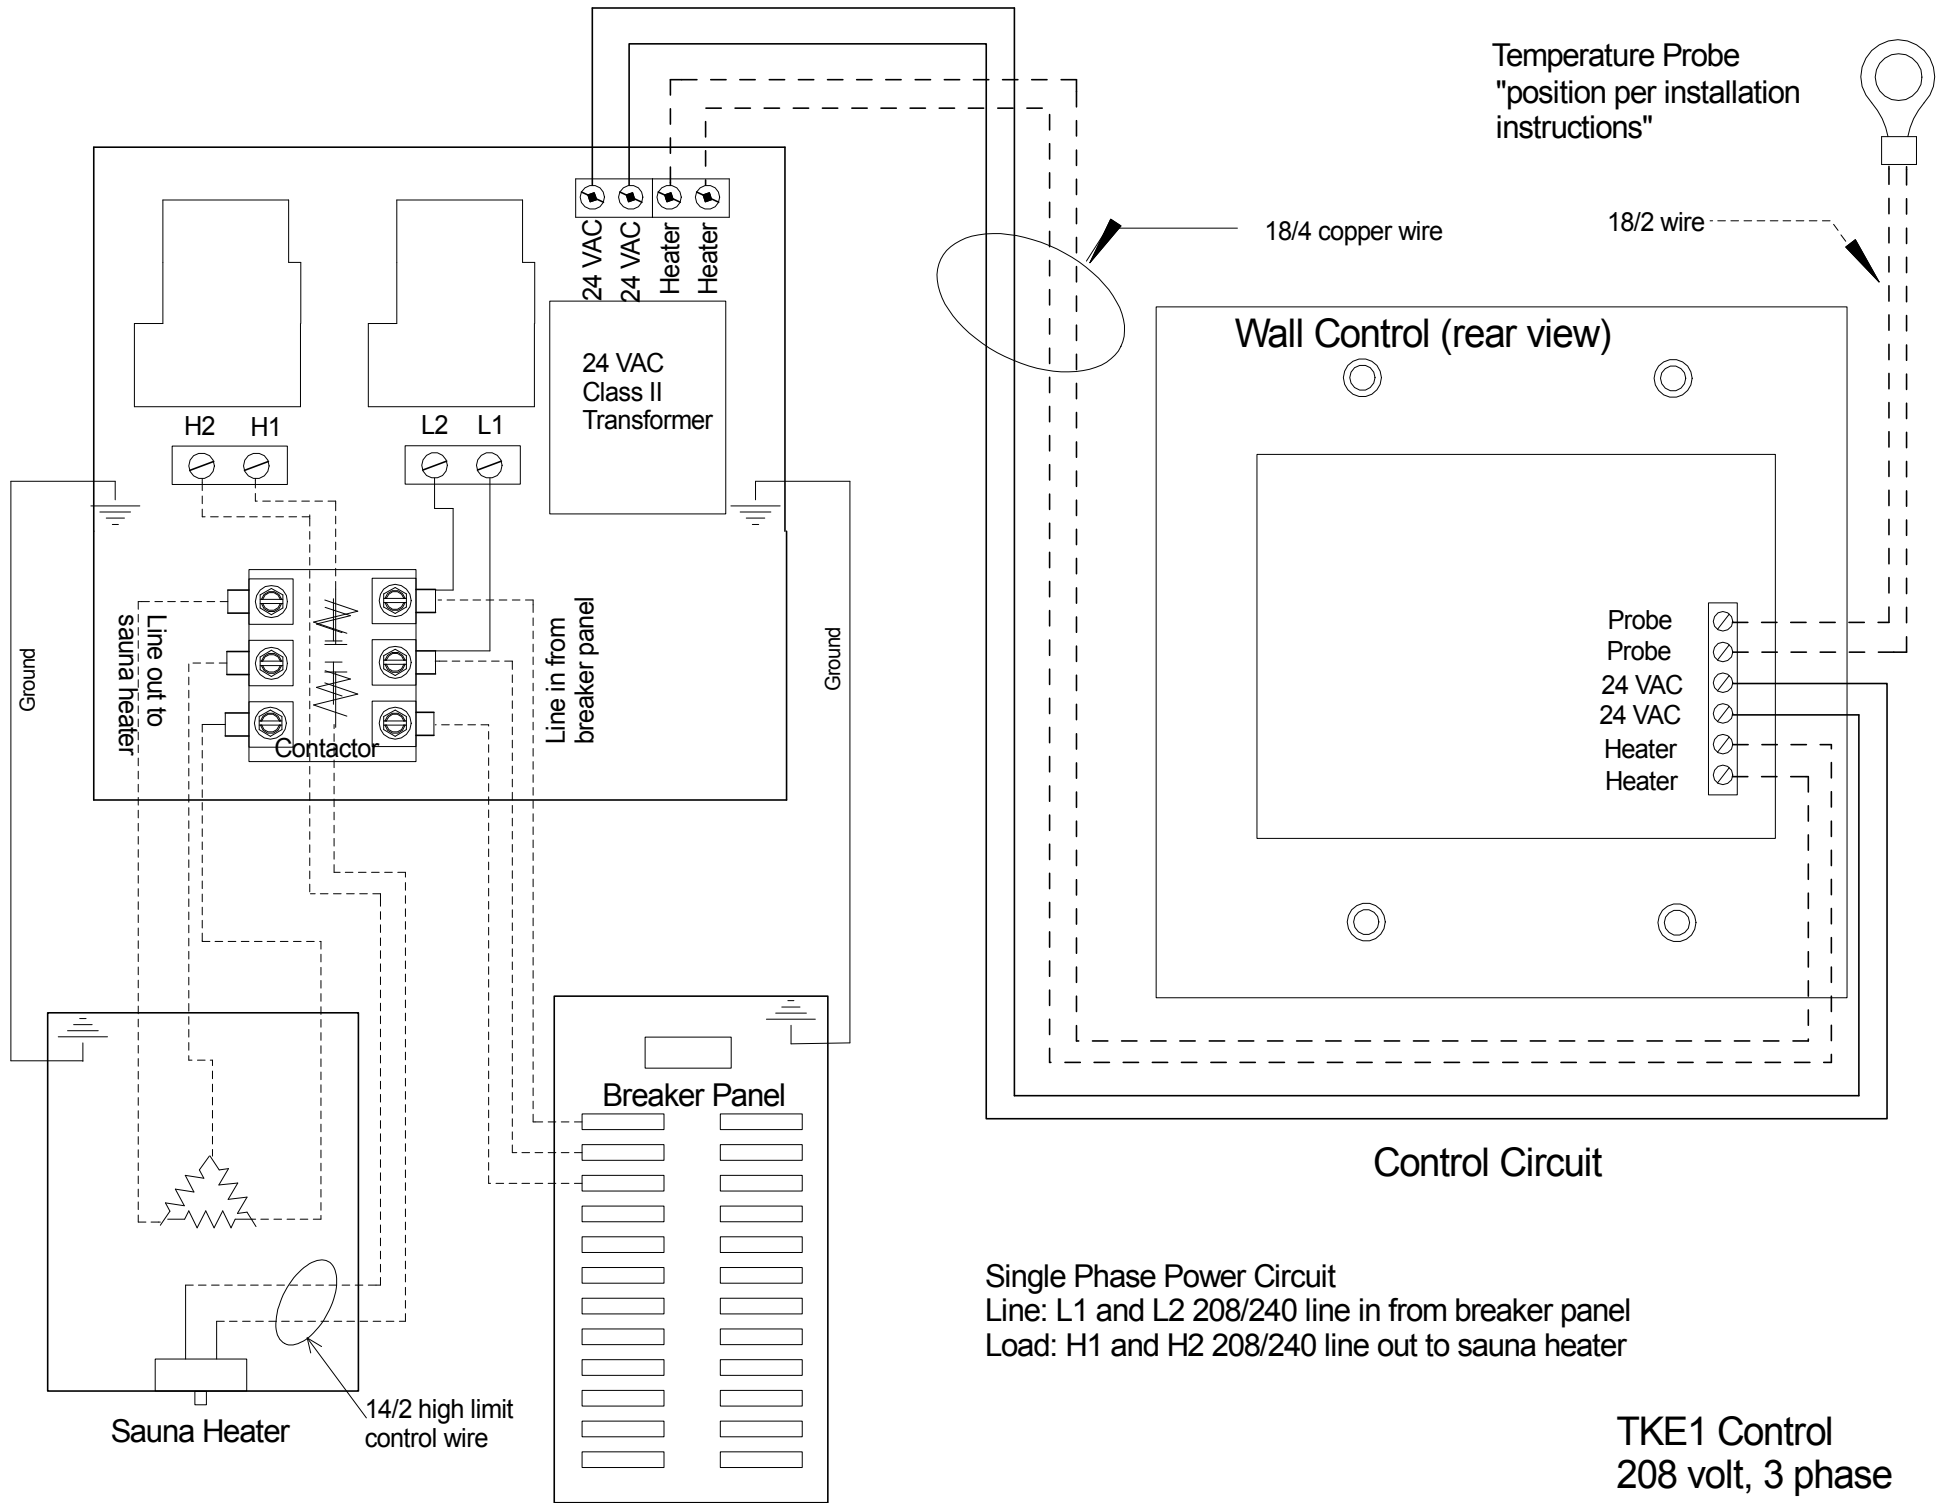 Temperature Probe
"position per installation
instructions"
18/4 copper wire
18/2 wire
24 VAC
24 VAC
Heater
Heater
24 VAC
Class II
Transformer
H2 H1
L2 L1
Wall Control (rear view)
Probe
Probe
24 VAC
24 VAC
Heater
Heater
Ground
Line out to
sauna heater
Contactor
Line in from
breaker panel
Ground
Breaker Panel
Control Circuit
Single Phase Power Circuit
Line: L1 and L2 208/240 line in from breaker panel
Load: H1 and H2 208/240 line out to sauna heater
14/2 high limit
control wire
Sauna Heater
TKE1 Control
208 volt, 3 phase